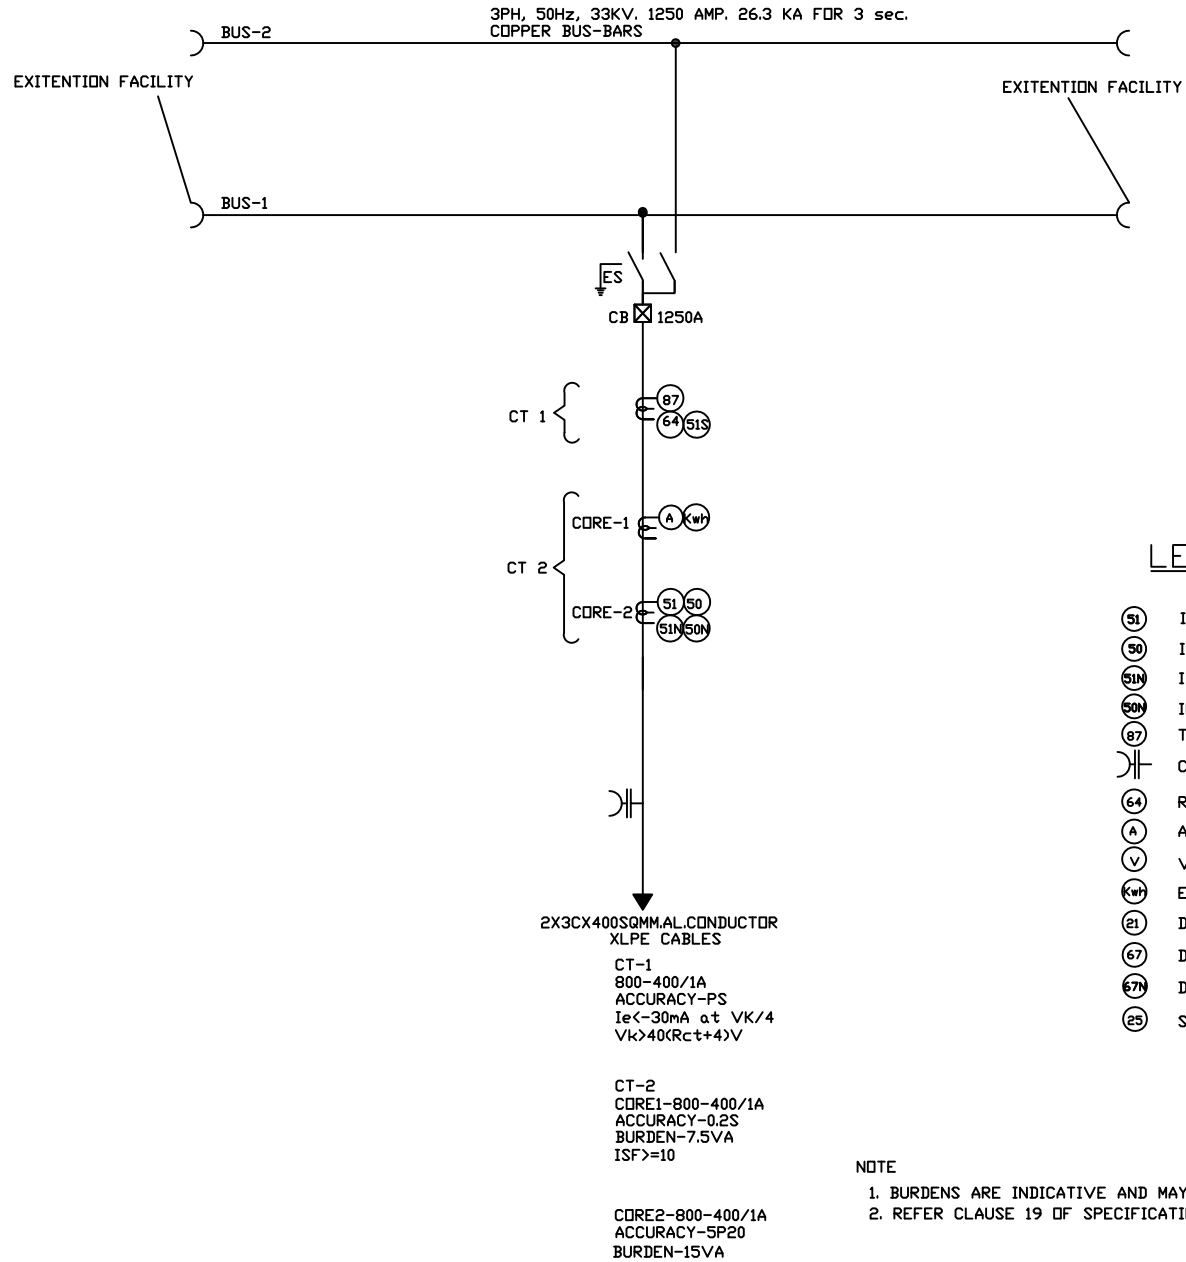 3PH, 50Hz, 33KV. 1250 AMP. 26.3 KA FOR 3 sec.
COPPER BUS-BARS
BUS-2
EXITENTION FACILITY
EXITENTION FACILITY
BUS-1
ES
CB 1250A
CT 1
87
64 51S
CT 2
CORE-1
A Kwh
CORE-2
51 50
51N 50N
LE
51 I
50 I
51N I
50N
87 T
C
64 R
A A
V V
Kwh E
21 D
67 D
67N D
25 S
2X3CX400SQMM.AL.CONDUCTOR
XLPE CABLES
CT-1
800-400/1A
ACCURACY-PS
Ie<-30mA at VK/4
Vk>40(Rct+4)V
CT-2
CORE1-800-400/1A
ACCURACY-0.2S
BURDEN-7.5VA
ISF>=10
CORE2-800-400/1A
ACCURACY-5P20
BURDEN-15VA
NOTE
1. BURDENS ARE INDICATIVE AND MAY
2. REFER CLAUSE 19 OF SPECIFICATI